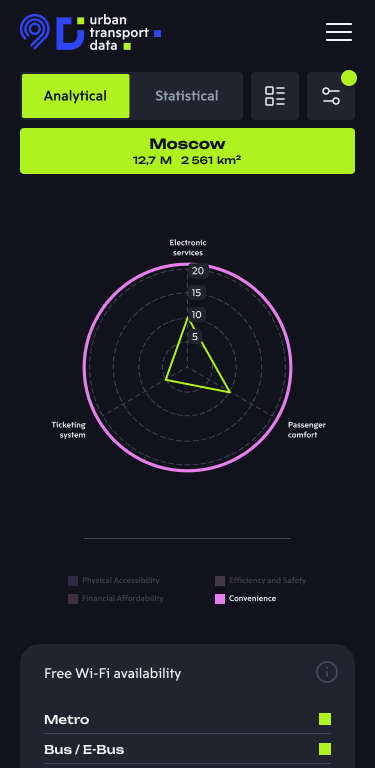 urban
transport
data
Analytical
Statistical
Moscow
12,7 M 2 561 km²
Electronic
services
20
15
10
5
Ticketing
system
Passenger
comfort
Physical Accessibility
Efficiency and Safety
Financial Affordability
Convenience
Free Wi-Fi availability
Metro
Bus / E-Bus